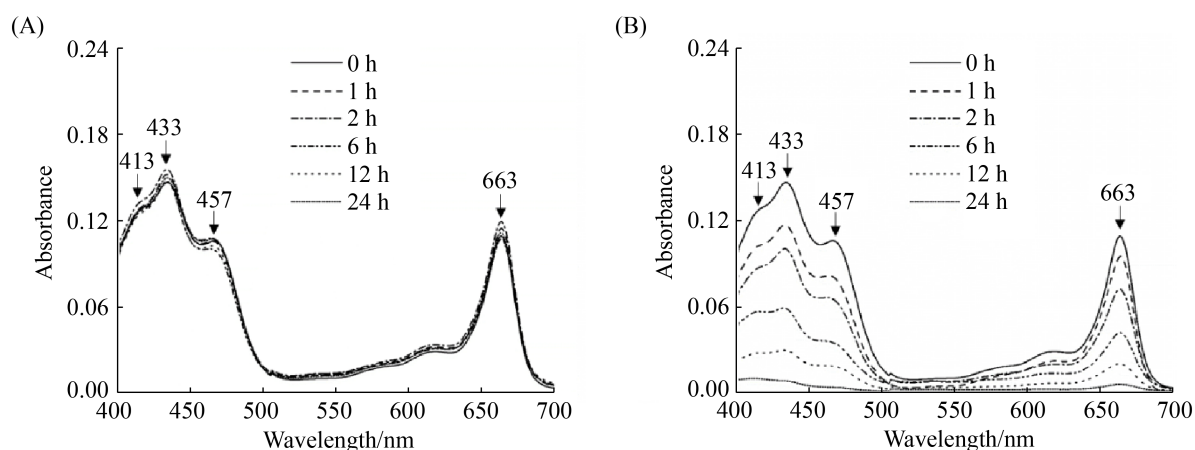 (A)
0.24
0.18
0.12
0.06
0.00
Absorbance
413
433
457
663
0 h
1 h
2 h
6 h
12 h
24 h
400 450 500 550 600 650 700
Wavelength/nm
(B)
0.24
0.18
0.12
0.06
0.00
Absorbance
413
433
457
663
0 h
1 h
2 h
6 h
12 h
24 h
400 450 500 550 600 650 700
Wavelength/nm